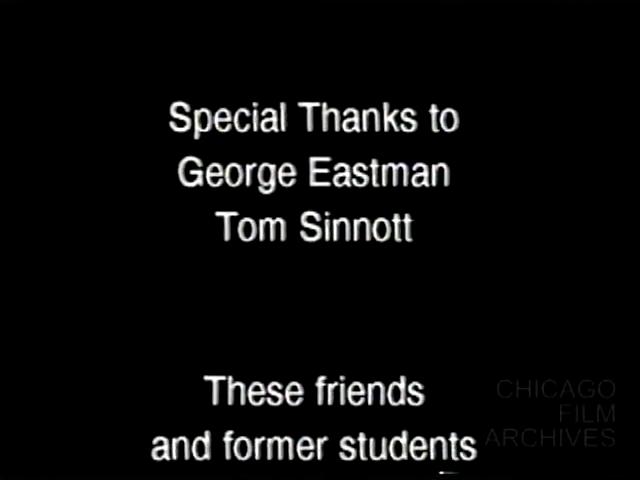 Special Thanks to
George Eastman
Tom Sinnott
These friends
and former students
CHICAGO
FILM
ARCHIVES